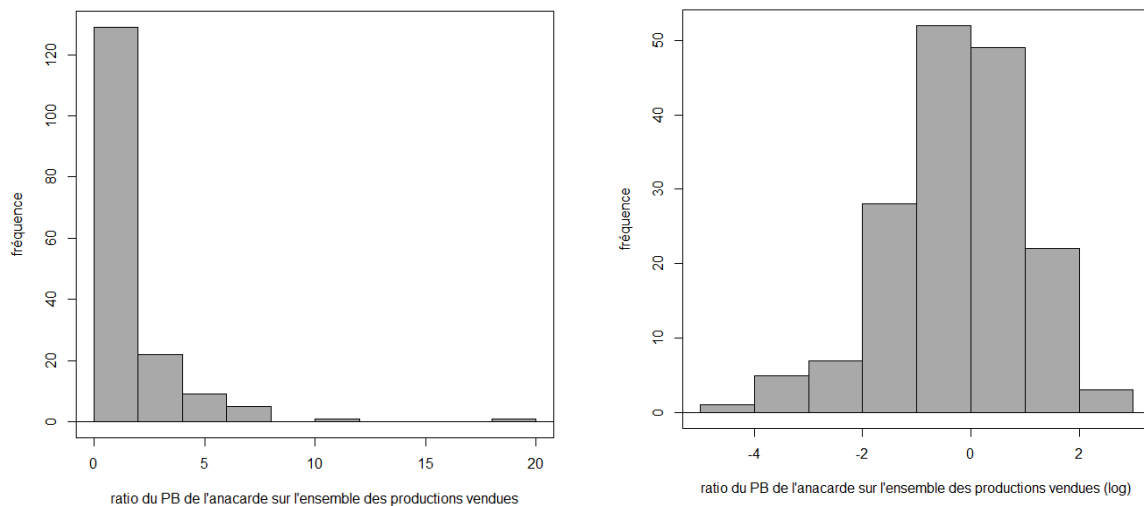 120
100
80
60
40
20
0
fréquence
0 5 10 15 20
ratio du PB de l'anacarde sur l'ensemble des productions vendues
50
40
30
20
10
0
fréquence
-4 -2 0 2
ratio du PB de l'anacarde sur l'ensemble des productions vendues (log)